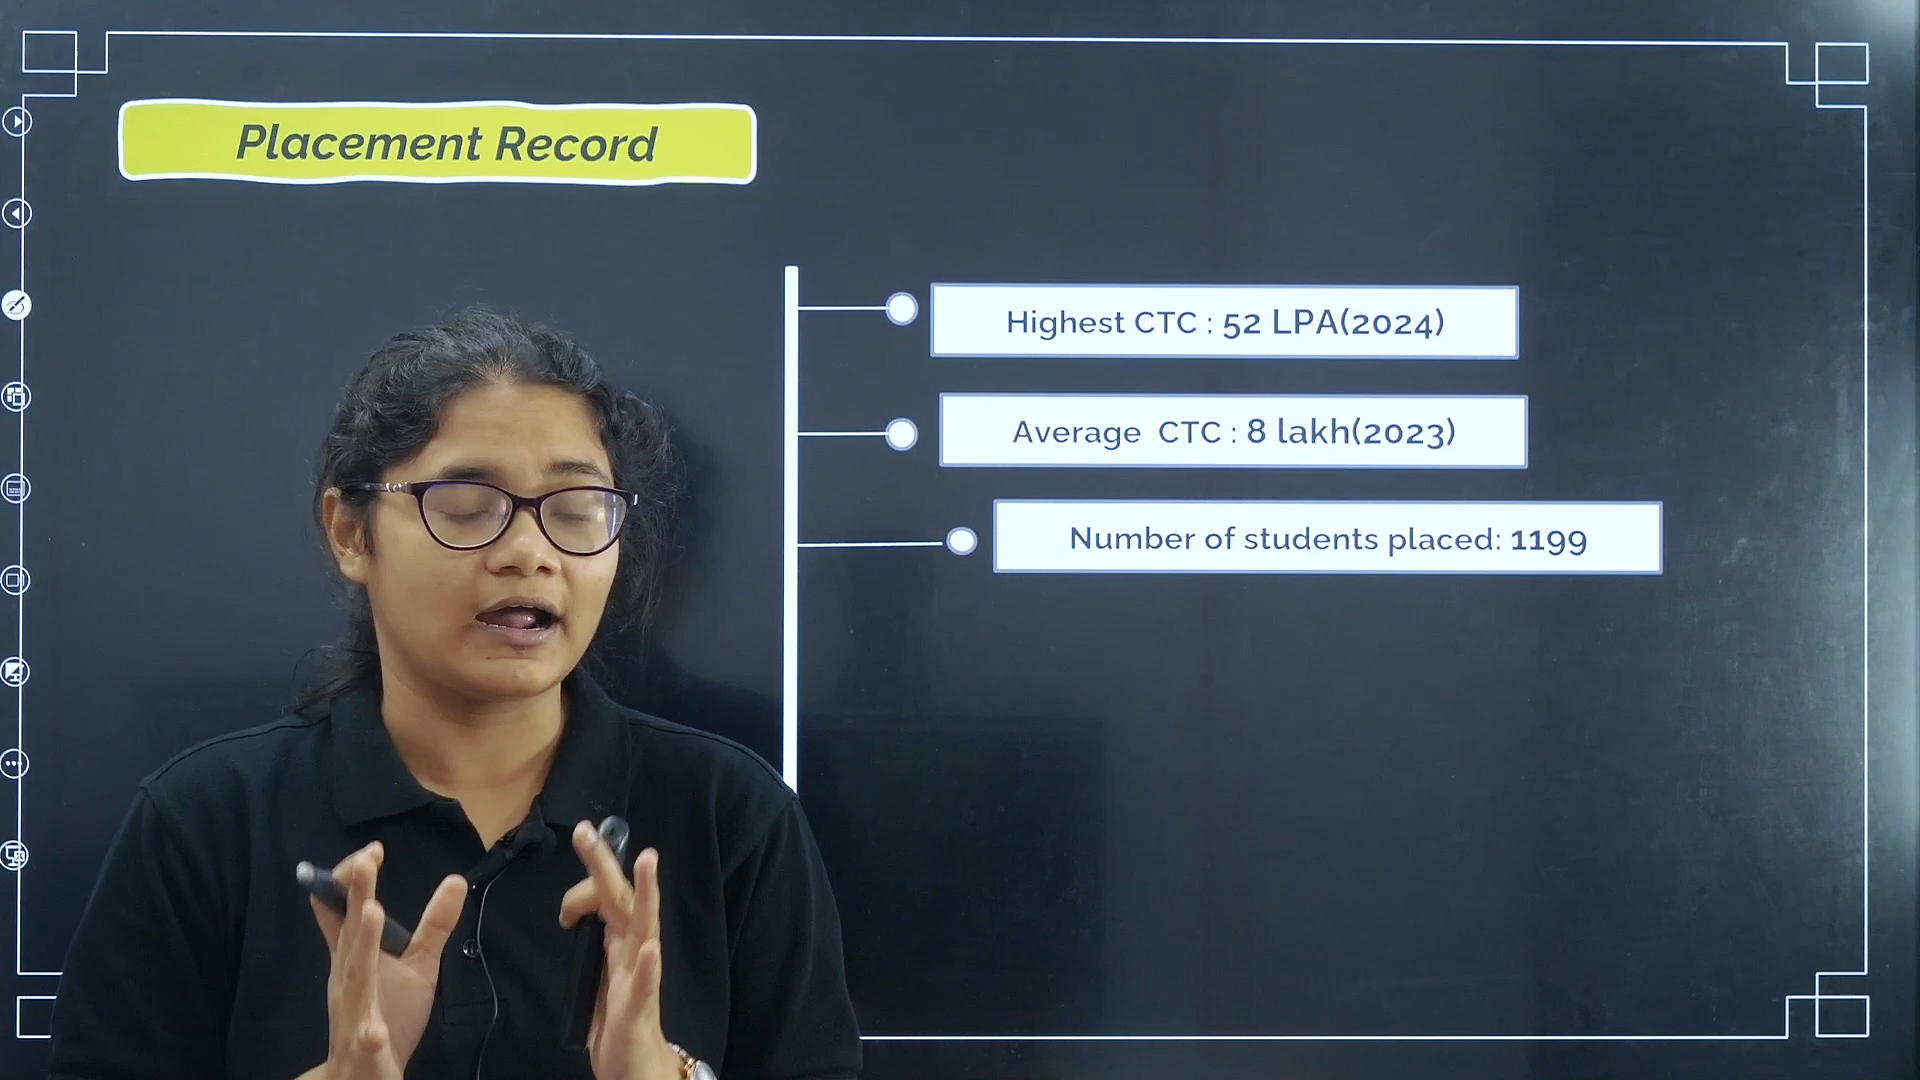 Placement Record
Highest CTC : 52 LPA(2024)
Average CTC : 8 lakh(2023)
Number of students placed: 1199